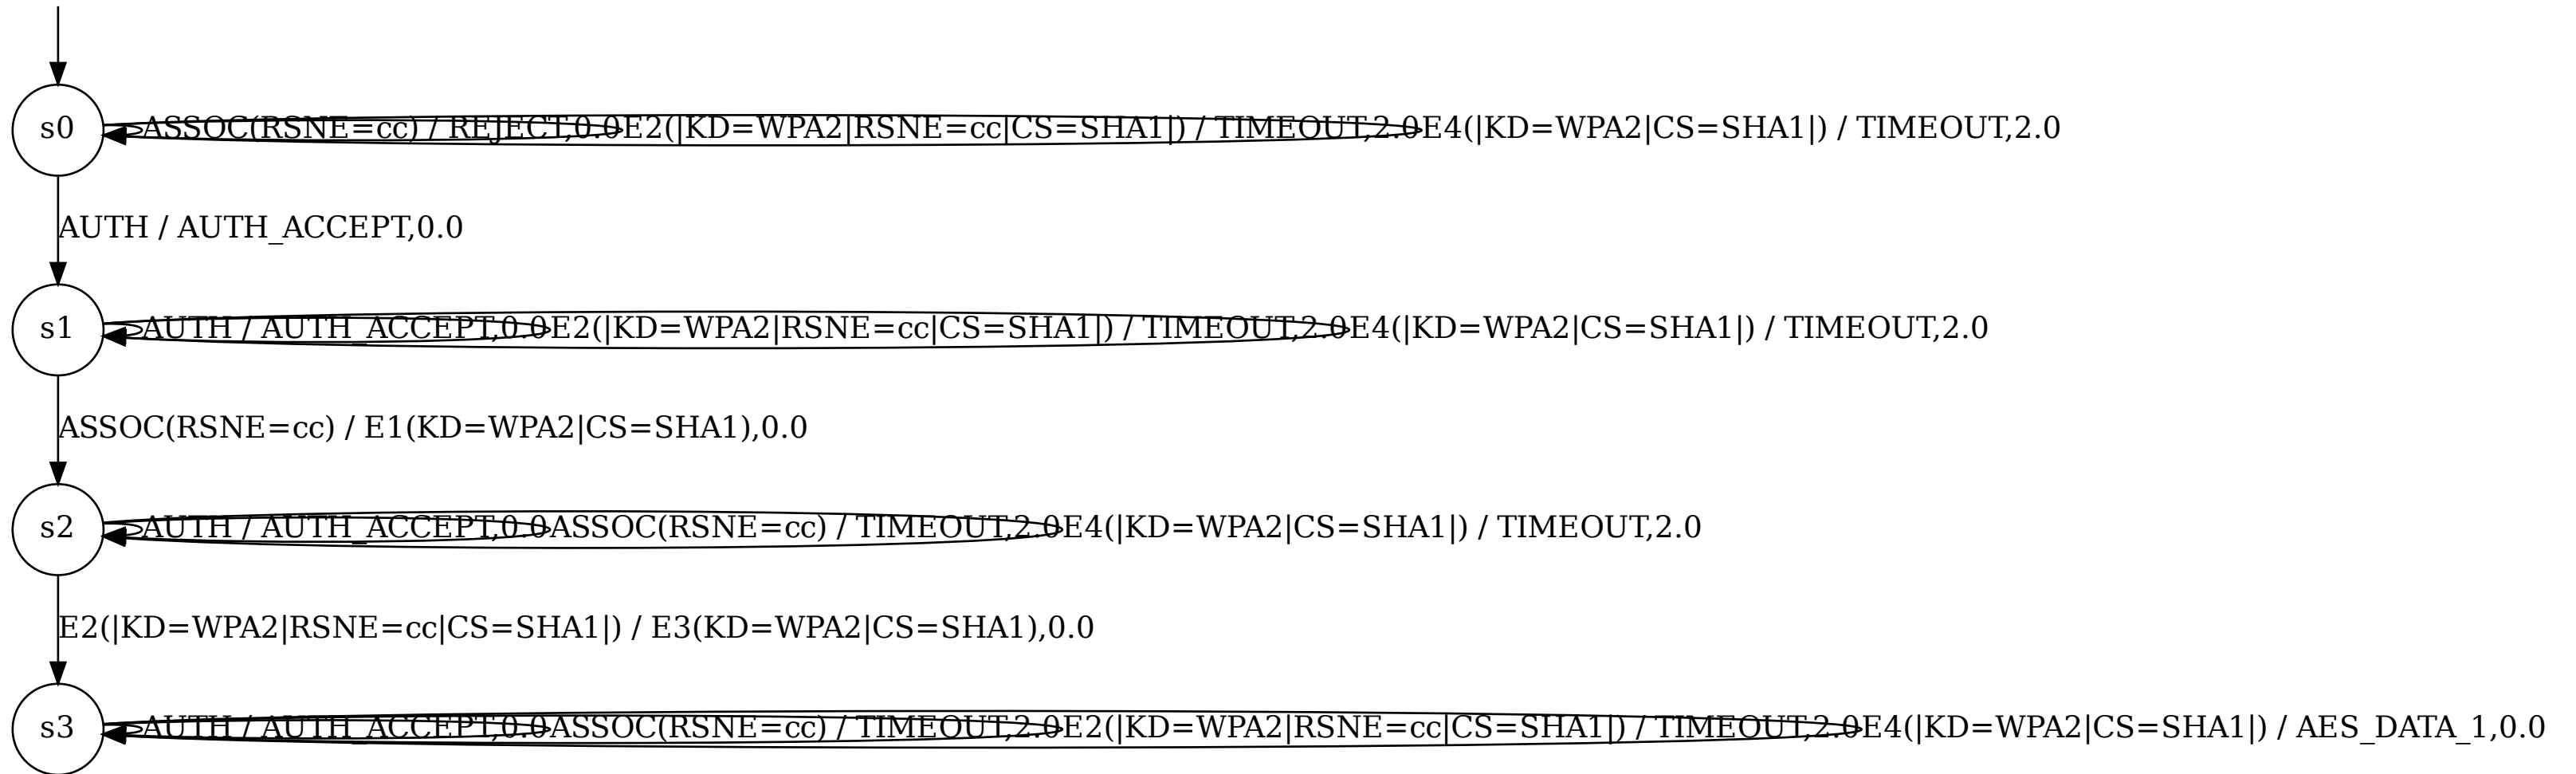 s0 ASSOC(RSNE=cc) / REJECT,0.0 E2(|KD=WPA2|RSNE=cc|CS=SHA1|) / TIMEOUT,2.0 E4(|KD=WPA2|CS=SHA1|) / TIMEOUT,2.0
AUTH / AUTH_ACCEPT,0.0
s1 AUTH / AUTH_ACCEPT,0.0 E2(|KD=WPA2|RSNE=cc|CS=SHA1|) / TIMEOUT,2.0 E4(|KD=WPA2|CS=SHA1|) / TIMEOUT,2.0
ASSOC(RSNE=cc) / E1(KD=WPA2|CS=SHA1),0.0
s2 AUTH / AUTH_ACCEPT,0.0 ASSOC(RSNE=cc) / TIMEOUT,2.0 E4(|KD=WPA2|CS=SHA1|) / TIMEOUT,2.0
E2(|KD=WPA2|RSNE=cc|CS=SHA1|) / E3(KD=WPA2|CS=SHA1),0.0
s3 AUTH / AUTH_ACCEPT,0.0 ASSOC(RSNE=cc) / TIMEOUT,2.0 E2(|KD=WPA2|RSNE=cc|CS=SHA1|) / TIMEOUT,2.0 E4(|KD=WPA2|CS=SHA1|) / AES_DATA_1,0.0